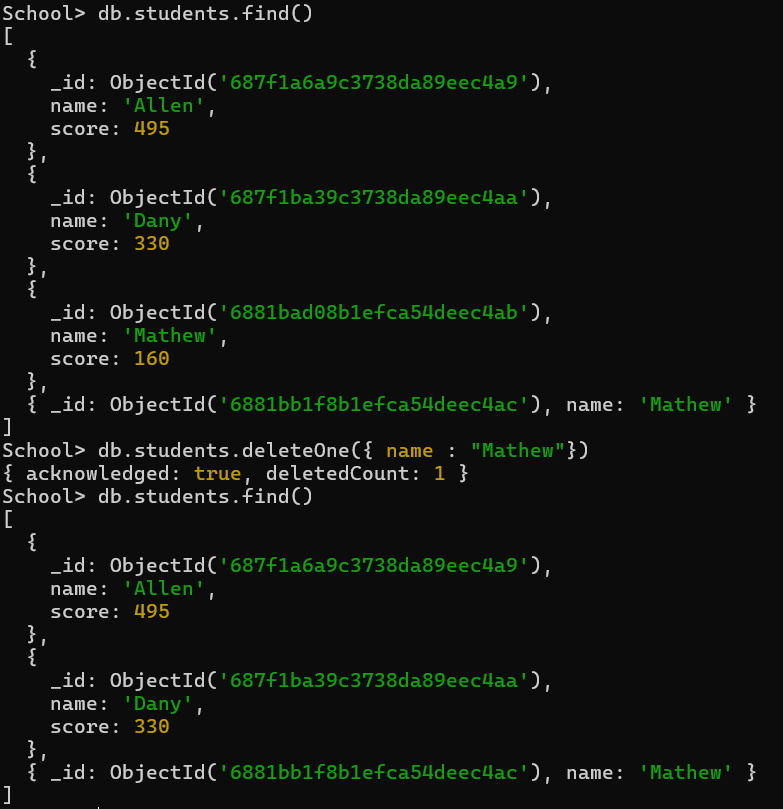 School> db.students.find()
[
  {
    _id: ObjectId('687f1a6a9c3738da89eec4a9'),
    name: 'Allen',
    score: 495
  },
  {
    _id: ObjectId('687f1ba39c3738da89eec4aa'),
    name: 'Dany',
    score: 330
  },
  {
    _id: ObjectId('6881bad08b1efca54deec4ab'),
    name: 'Mathew',
    score: 160
  },
  { _id: ObjectId('6881bb1f8b1efca54deec4ac'), name: 'Mathew' }
]
School> db.students.deleteOne({ name : "Mathew"})
{ acknowledged: true, deletedCount: 1 }
School> db.students.find()
[
  {
    _id: ObjectId('687f1a6a9c3738da89eec4a9'),
    name: 'Allen',
    score: 495
  },
  {
    _id: ObjectId('687f1ba39c3738da89eec4aa'),
    name: 'Dany',
    score: 330
  },
  { _id: ObjectId('6881bb1f8b1efca54deec4ac'), name: 'Mathew' }
]